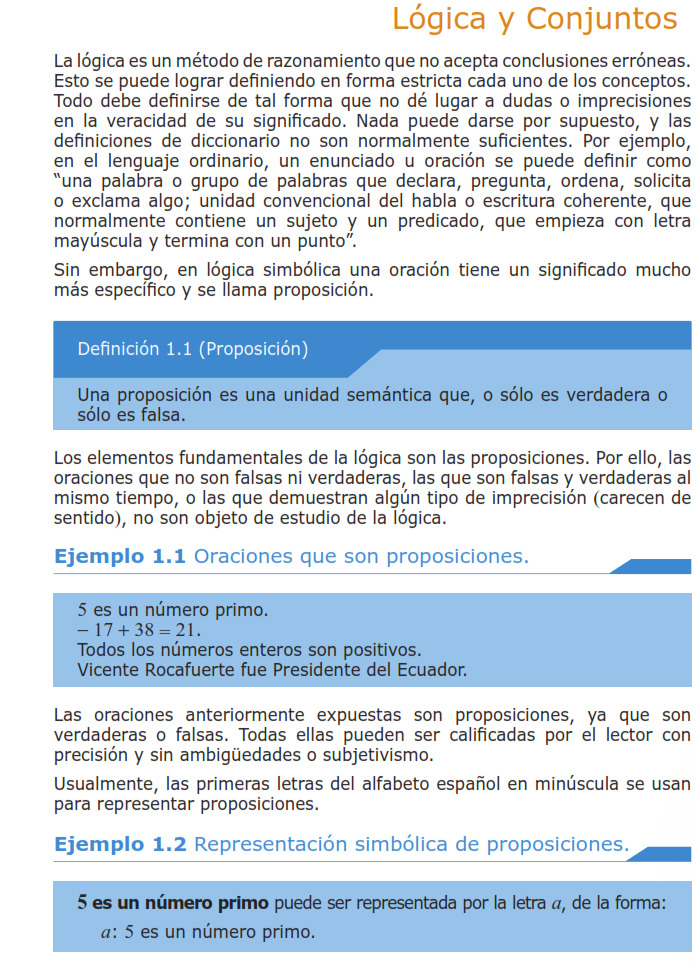 Lógica y Conjuntos
La lógica es un método de razonamiento que no acepta conclusiones erróneas.
Esto se puede lograr definiendo en forma estricta cada uno de los conceptos.
Todo debe definirse de tal forma que no dé lugar a dudas o imprecisiones
en la veracidad de su significado. Nada puede darse por supuesto, y las
definiciones de diccionario no son normalmente suficientes. Por ejemplo,
en el lenguaje ordinario, un enunciado u oración se puede definir como
“una palabra o grupo de palabras que declara, pregunta, ordena, solicita
o exclama algo; unidad convencional del habla o escritura coherente, que
normalmente contiene un sujeto y un predicado, que empieza con letra
mayúscula y termina con un punto”.
Sin embargo, en lógica simbólica una oración tiene un significado mucho
más específico y se llama proposición.
Definición 1.1 (Proposición)
Una proposición es una unidad semántica que, o sólo es verdadera o
sólo es falsa.
Los elementos fundamentales de la lógica son las proposiciones. Por ello, las
oraciones que no son falsas ni verdaderas, las que son falsas y verdaderas al
mismo tiempo, o las que demuestran algún tipo de imprecisión (carecen de
sentido), no son objeto de estudio de la lógica.
Ejemplo 1.1 Oraciones que son proposiciones.
5 es un número primo.
− 17 + 38 = 21.
Todos los números enteros son positivos.
Vicente Rocafuerte fue Presidente del Ecuador.
Las oraciones anteriormente expuestas son proposiciones, ya que son
verdaderas o falsas. Todas ellas pueden ser calificadas por el lector con
precisión y sin ambigüedades o subjetivismo.
Usualmente, las primeras letras del alfabeto español en minúscula se usan
para representar proposiciones.
Ejemplo 1.2 Representación simbólica de proposiciones.
5 es un número primo puede ser representada por la letra a, de la forma:
a: 5 es un número primo.